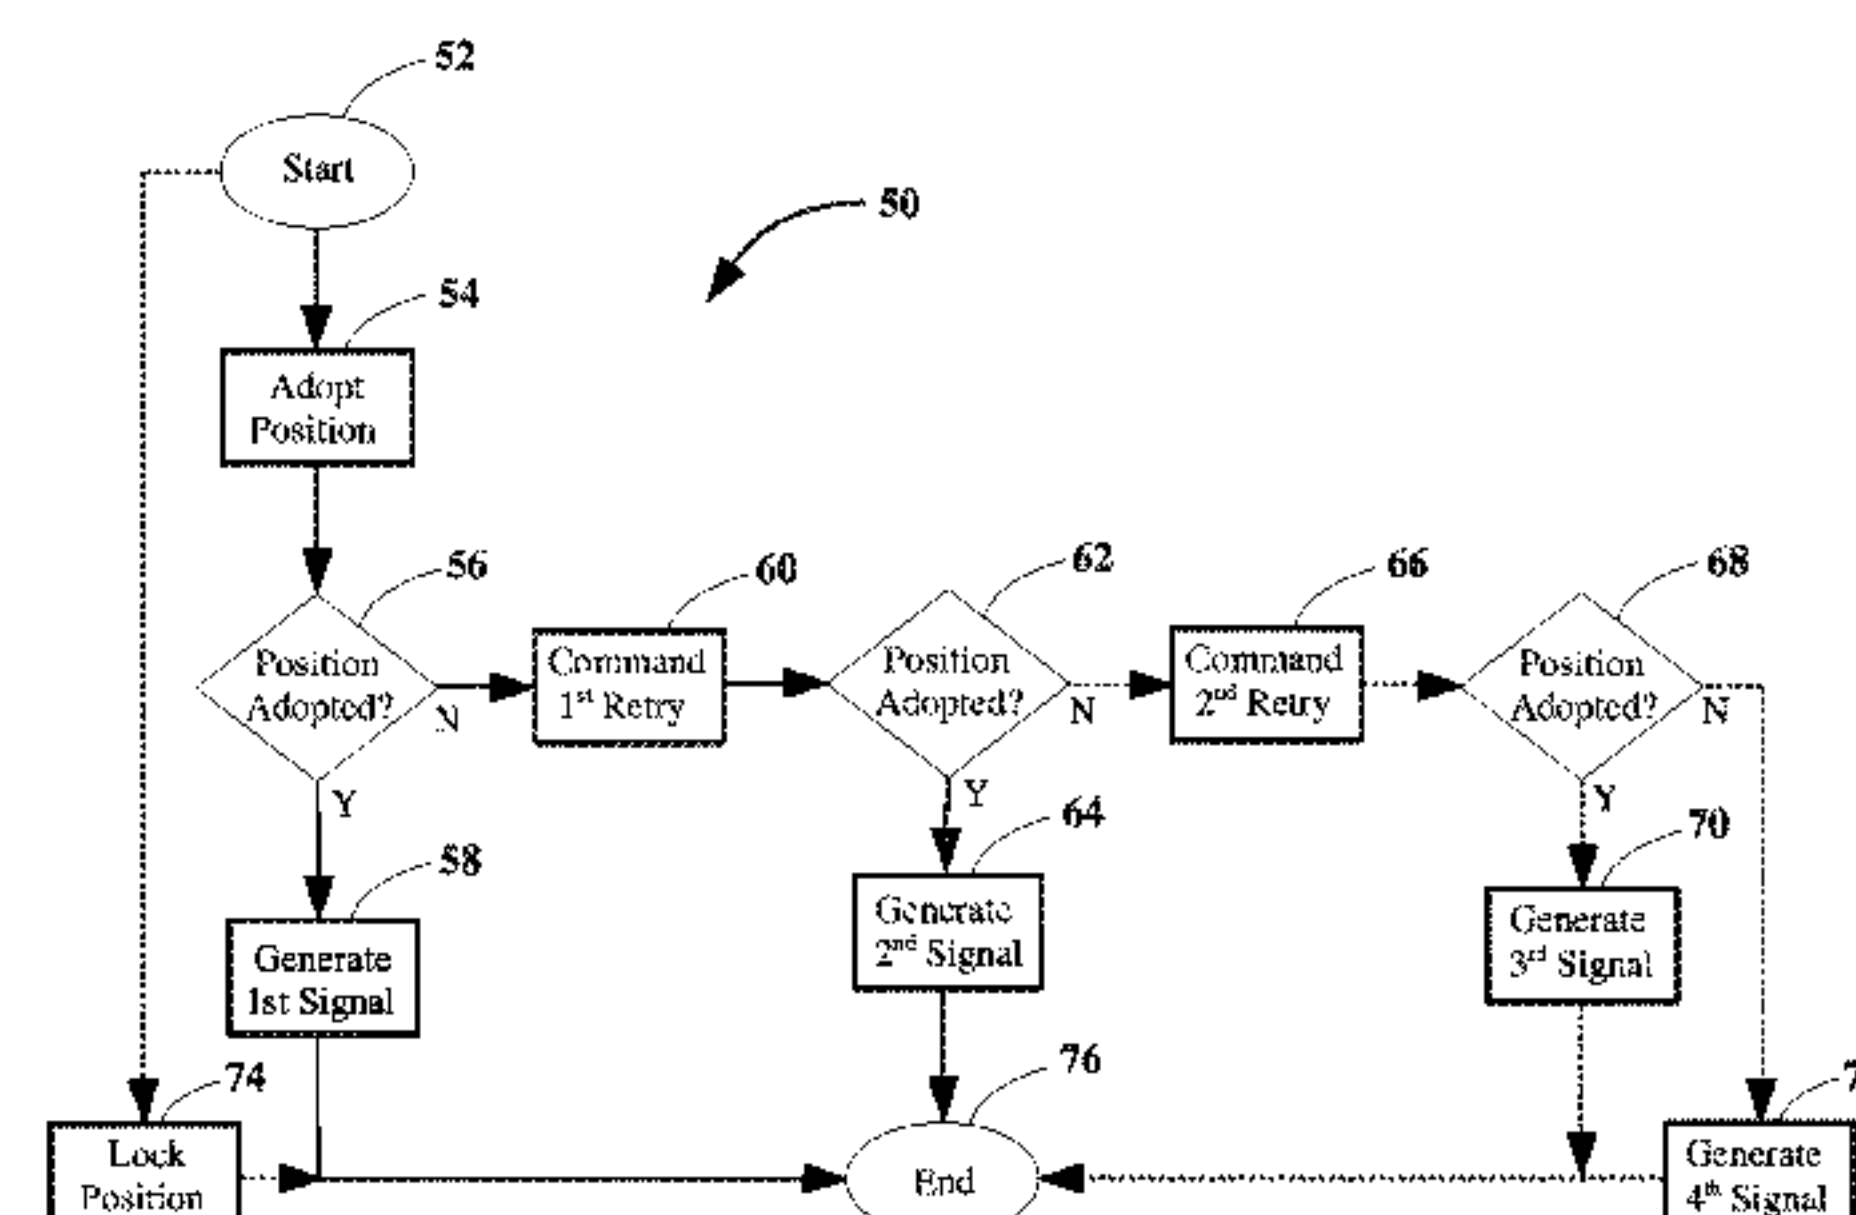 52
Start
50
54
Adopt
Position
56
60
62
66
68
Position
Adopted?
N
Command
1st Retry
Position
Adopted?
N
Command
2nd Retry
Position
Adopted?
N
Y
Y
Y
58
64
70
Generate
1st Signal
Generate
2nd Signal
Generate
3rd Signal
74
76
7
Lock
Position
End
Generate
4th Signal